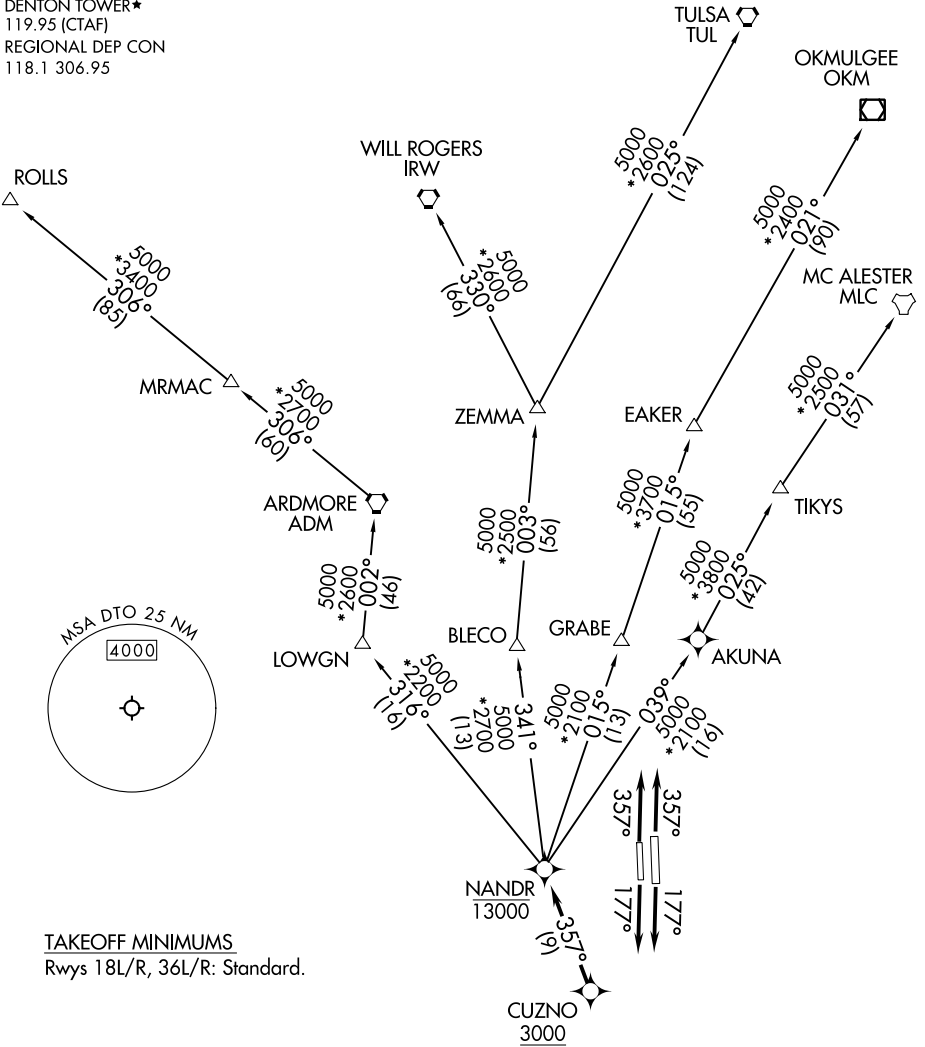 DENTON TOWER★
119.95 (CTAF)
REGIONAL DEP CON
118.1 306.95
TULSA
TUL
OKMULGEE
OKM
WILL ROGERS
IRW
ROLLS
5000
*2600
025°
(124)
5000
*2400
021°
(90)
5000
*2600
330°
(66)
5000
*3400
306°
(85)
MC ALESTER
MLC
MRMAC
5000
*2700
306°
(60)
ZEMMA
EAKER
5000
*2500
031°
(57)
ARDMORE
ADM
5000
*2500
003°
(56)
5000
*3700
015°
(55)
TIKYS
5000
*2600
002°
(46)
5000
*3800
025°
(42)
MSA DTO 25 NM
4000
LOWGN
BLECO
GRABE
AKUNA
5000
*2200
316°
(16)
341°
5000
*2700
(13)
5000
*2100
015°
(13)
039°
5000
*2100
(16)
357°
357°
177°
177°
NANDR
13000
357°
(9)
CUZNO
3000
TAKEOFF MINIMUMS
Rwys 18L/R, 36L/R: Standard.